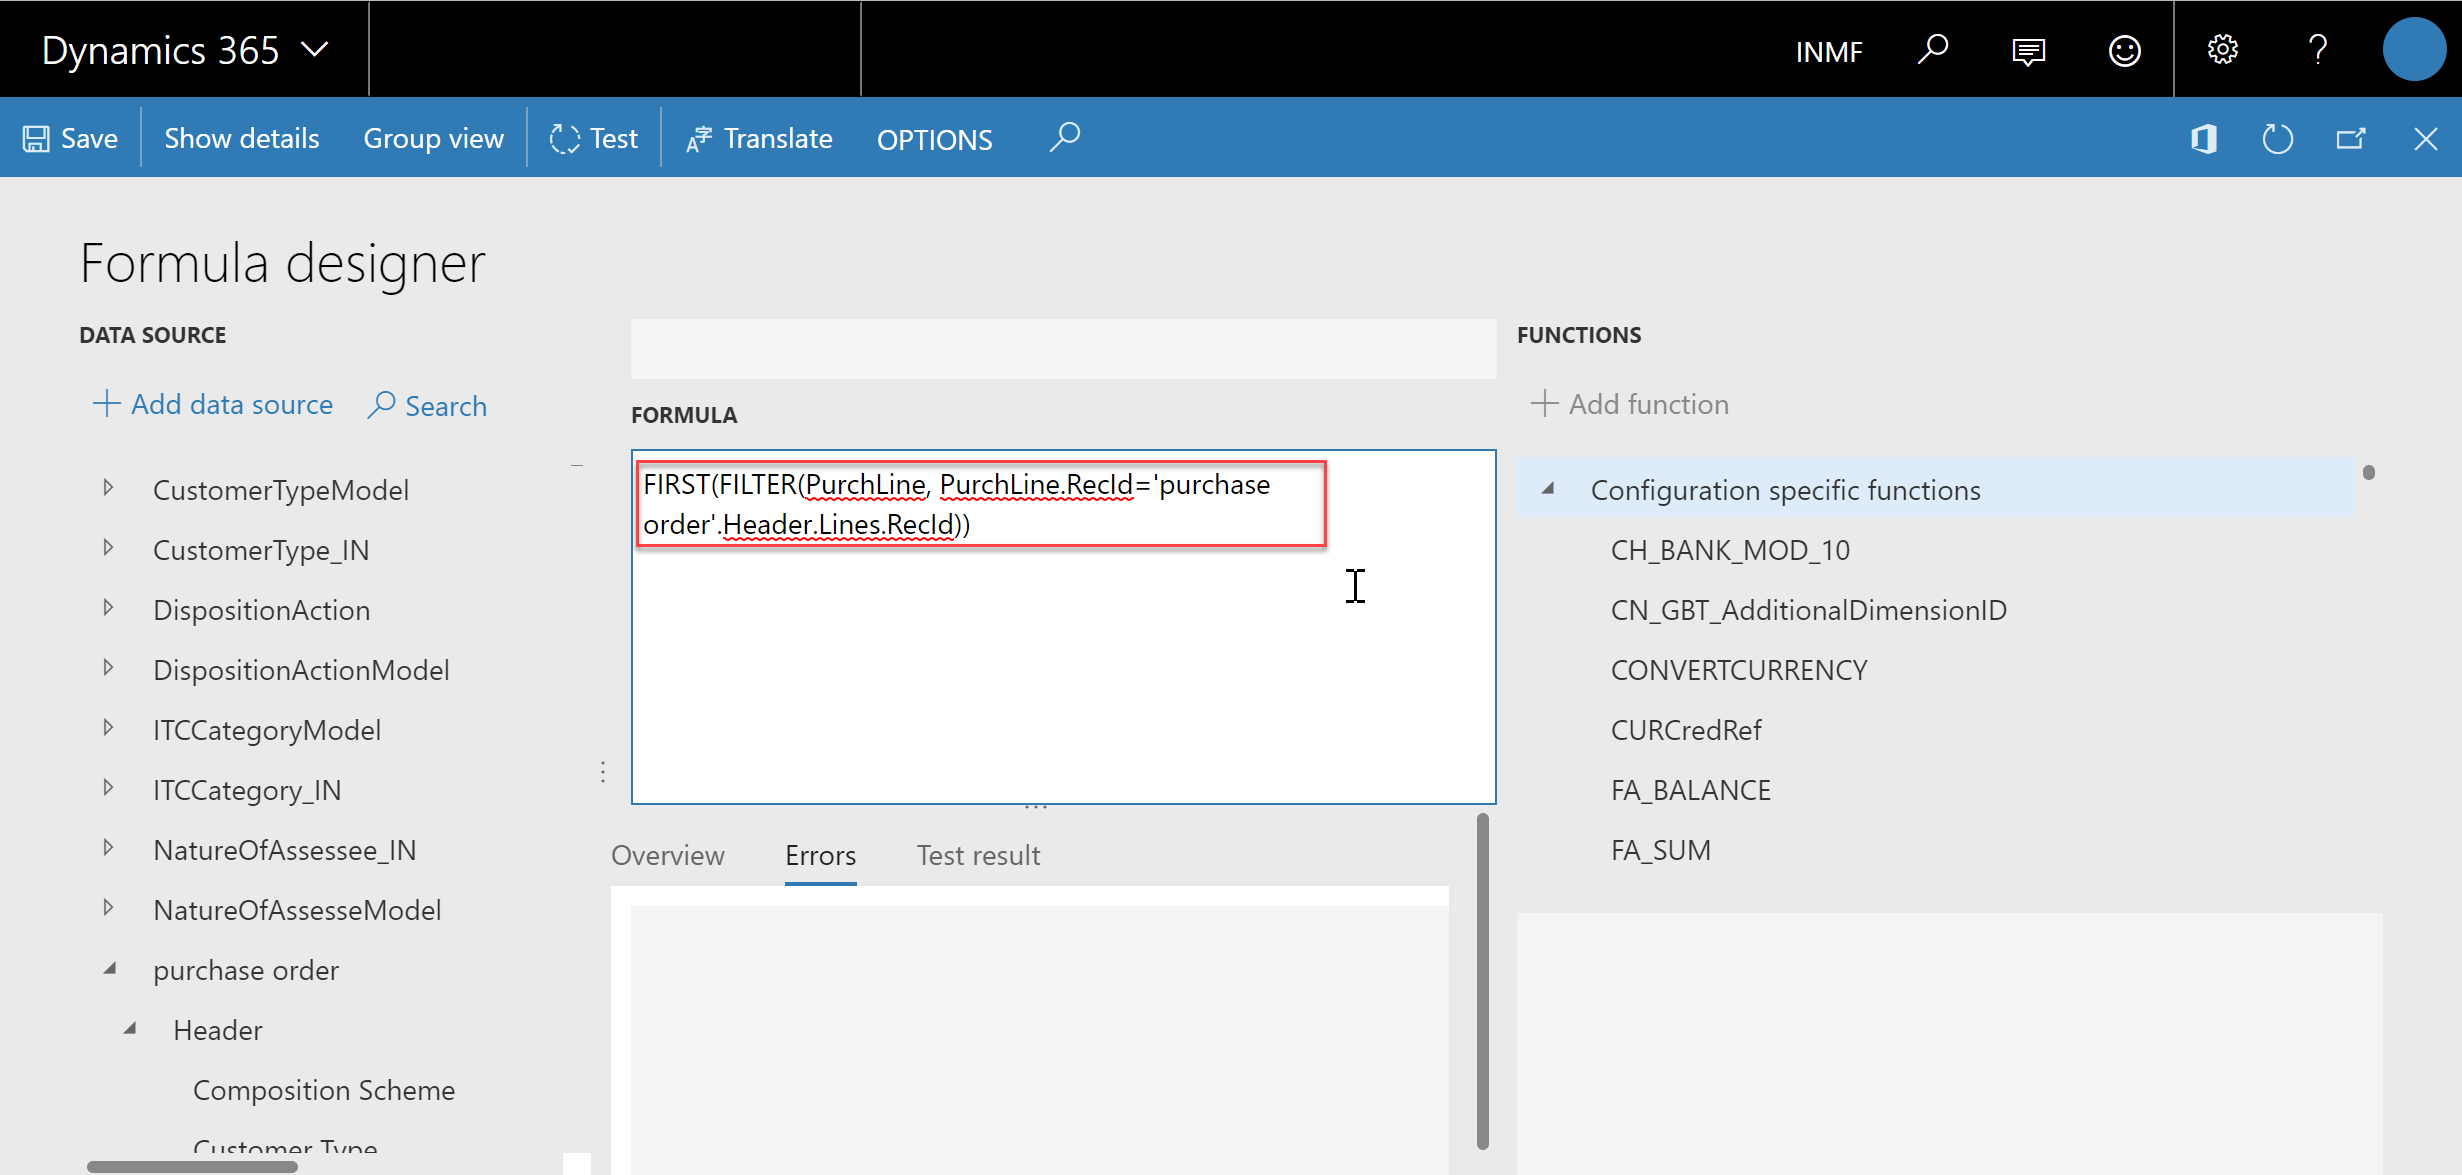 Dynamics 365
INMF
?
Save
Show details
Group view
Test
Translate
OPTIONS
Formula designer
DATA SOURCE
Add data source
Search
CustomerTypeModel
CustomerType_IN
DispositionAction
DispositionActionModel
ITCCategoryModel
ITCCategory_IN
NatureOfAssessee_IN
NatureOfAssesseModel
purchase order
Header
Composition Scheme
Customer Type
FORMULA
FIRST(FILTER(PurchLine, PurchLine.RecId='purchase
order'.Header.Lines.RecId))
Overview
Errors
Test result
FUNCTIONS
Add function
Configuration specific functions
CH_BANK_MOD_10
CN_GBT_AdditionalDimensionID
CONVERTCURRENCY
CURCredRef
FA_BALANCE
FA_SUM